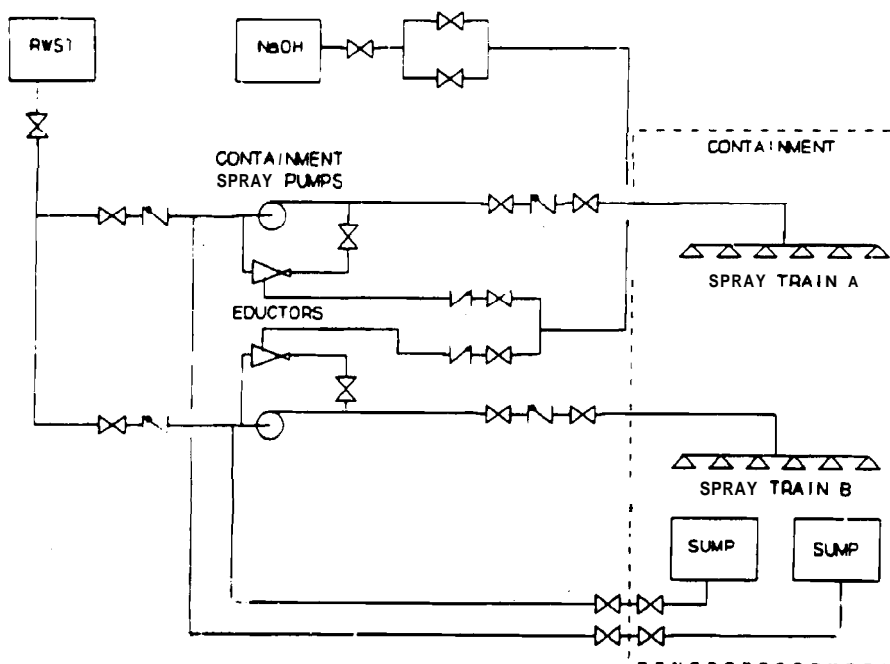 RWST
NaOH
CONTAINMENT
SPRAY PUMPS
CONTAINMENT
SPRAY TRAIN A
EDUCTORS
SPRAY TRAIN B
SUMP
SUMP